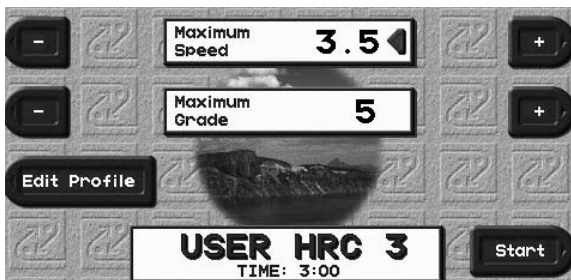 -
Maximum
Speed
3.5
+
-
Maximum
Grade
5
+
Edit Profile
USER HRC 3
TIME: 3:00
Start